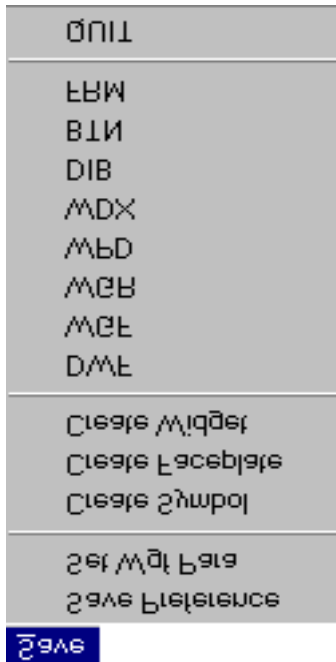 Save
Save Preference
Set Wgf Para
Create Symbol
Create Faceplate
Create Widget
DWF
WGF
WGR
WPD
WDX
DIB
BTN
FRM
QUIT